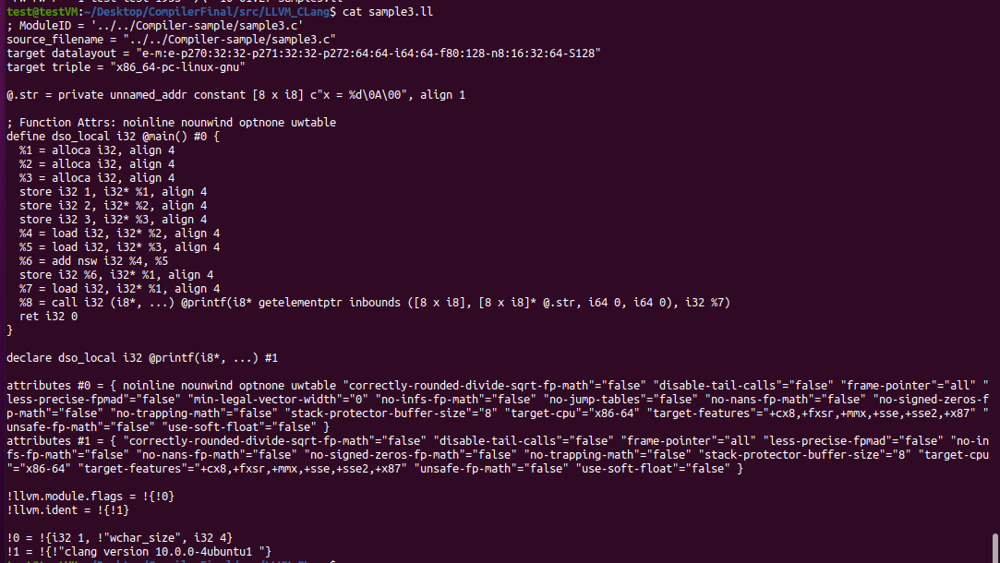 test@testVM:~/Desktop/CompilerFinal/src/LLVM_CLang$ cat sample3.ll
; ModuleID = '../../Compiler-sample/sample3.c'
source_filename = "../../Compiler-sample/sample3.c"
target datalayout = "e-m:e-p270:32:32-p271:32:32-p272:64:64-i64:64-f80:128-n8:16:32:64-S128"
target triple = "x86_64-pc-linux-gnu"

@.str = private unnamed_addr constant [8 x i8] c"x = %d\0A\00", align 1

; Function Attrs: noinline nounwind optnone uwtable
define dso_local i32 @main() #0 {
  %1 = alloca i32, align 4
  %2 = alloca i32, align 4
  %3 = alloca i32, align 4
  store i32 1, i32* %1, align 4
  store i32 2, i32* %2, align 4
  store i32 3, i32* %3, align 4
  %4 = load i32, i32* %2, align 4
  %5 = load i32, i32* %3, align 4
  %6 = add nsw i32 %4, %5
  store i32 %6, i32* %1, align 4
  %7 = load i32, i32* %1, align 4
  %8 = call i32 (i8*, ...) @printf(i8* getelementptr inbounds ([8 x i8], [8 x i8]* @.str, i64 0, i64 0), i32 %7)
  ret i32 0
}

declare dso_local i32 @printf(i8*, ...) #1

attributes #0 = { noinline nounwind optnone uwtable "correctly-rounded-divide-sqrt-fp-math"="false" "disable-tail-calls"="false" "frame-pointer"="all" "
less-precise-fpmad"="false" "min-legal-vector-width"="0" "no-infs-fp-math"="false" "no-jump-tables"="false" "no-nans-fp-math"="false" "no-signed-zeros-f
p-math"="false" "no-trapping-math"="false" "stack-protector-buffer-size"="8" "target-cpu"="x86-64" "target-features"="+cx8,+fxsr,+mmx,+sse,+sse2,+x87" "
unsafe-fp-math"="false" "use-soft-float"="false" }
attributes #1 = { "correctly-rounded-divide-sqrt-fp-math"="false" "disable-tail-calls"="false" "frame-pointer"="all" "less-precise-fpmad"="false" "no-in
fs-fp-math"="false" "no-nans-fp-math"="false" "no-signed-zeros-fp-math"="false" "no-trapping-math"="false" "stack-protector-buffer-size"="8" "target-cpu
"="x86-64" "target-features"="+cx8,+fxsr,+mmx,+sse,+sse2,+x87" "unsafe-fp-math"="false" "use-soft-float"="false" }

!llvm.module.flags = !{!0}
!llvm.ident = !{!1}

!0 = !{i32 1, !"wchar_size", i32 4}
!1 = !{!"clang version 10.0.0-4ubuntu1 "}